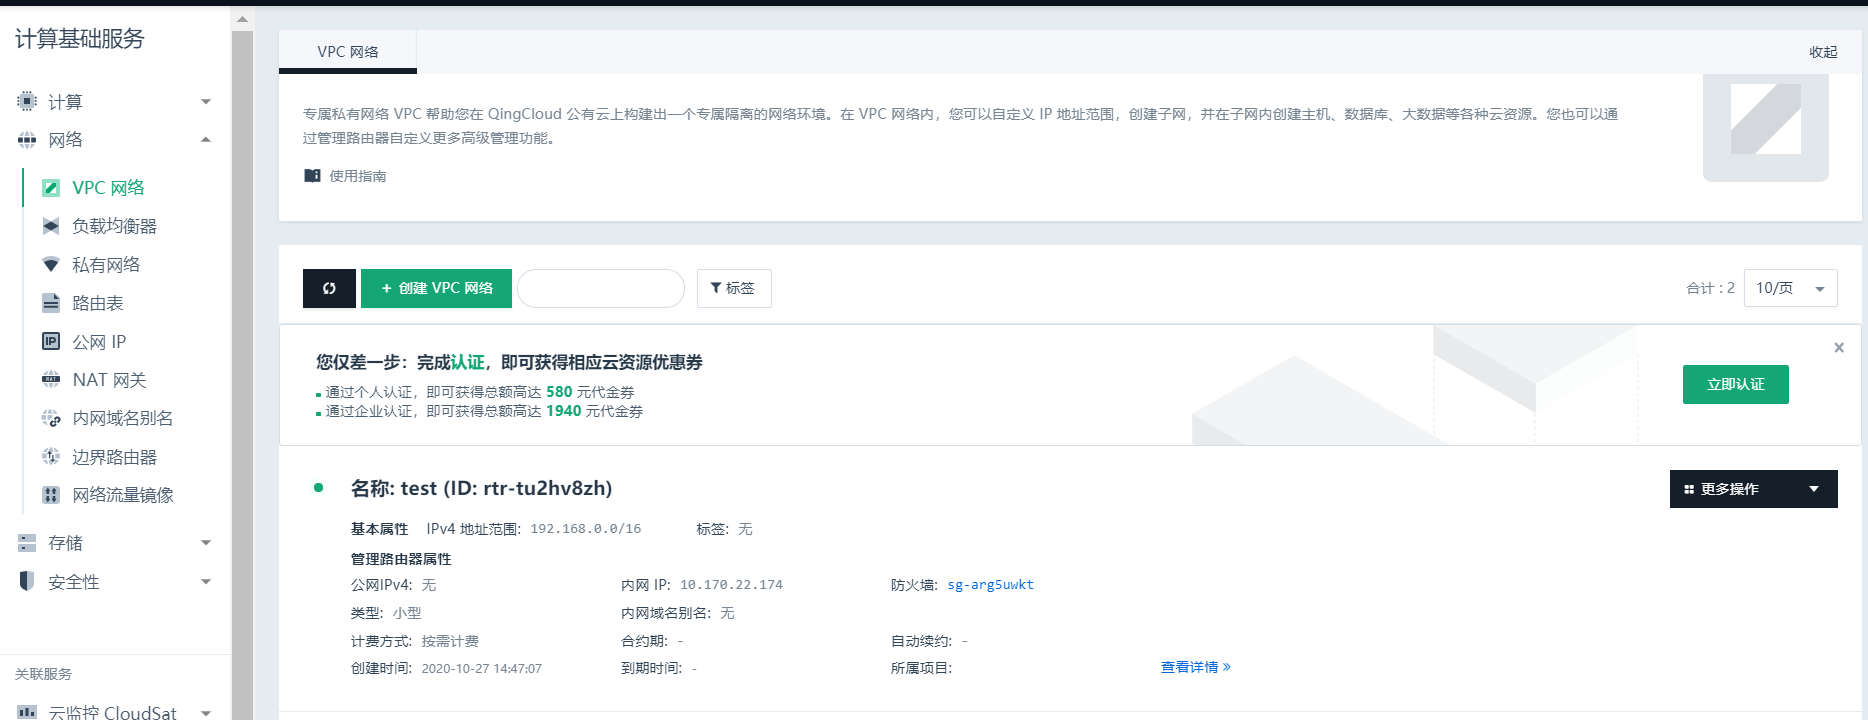 计算基础服务
计算
网络
VPC 网络
负载均衡器
私有网络
路由表
公网 IP
NAT 网关
内网域名别名
边界路由器
网络流量镜像
存储
安全性
关联服务
云监控 CloudSat
VPC 网络
收起
专属私有网络 VPC 帮助您在 QingCloud 公有云上构建出一个专属隔离的网络环境。在 VPC 网络内，您可以自定义 IP 地址范围，创建子网，并在子网内创建主机、数据库、大数据等各种云资源。您也可以通
过管理路由器自定义更多高级管理功能。
使用指南
+ 创建 VPC 网络
标签
合计 : 2
10/页
您仅差一步：完成认证，即可获得相应云资源优惠券
通过个人认证，即可获得总额高达 580 元代金券
通过企业认证，即可获得总额高达 1940 元代金券
立即认证
×
名称: test (ID: rtr-tu2hv8zh)
更多操作
基本属性 IPv4 地址范围: 192.168.0.0/16 标签: 无
管理路由器属性
公网IPv4: 无 内网 IP: 10.170.22.174 防火墙: sg-arg5uwkt
类型: 小型 内网域名别名: 无
计费方式: 按需计费 合约期: - 自动续约: -
创建时间: 2020-10-27 14:47:07 到期时间: - 所属项目: 查看详情 »